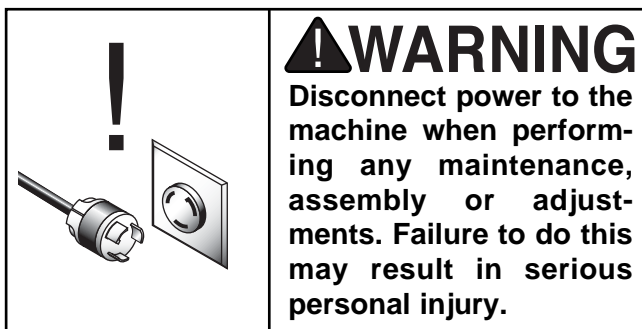 !
! WARNING
Disconnect power to the
machine when perform-
ing any maintenance,
assembly or adjust-
ments. Failure to do this
may result in serious
personal injury.